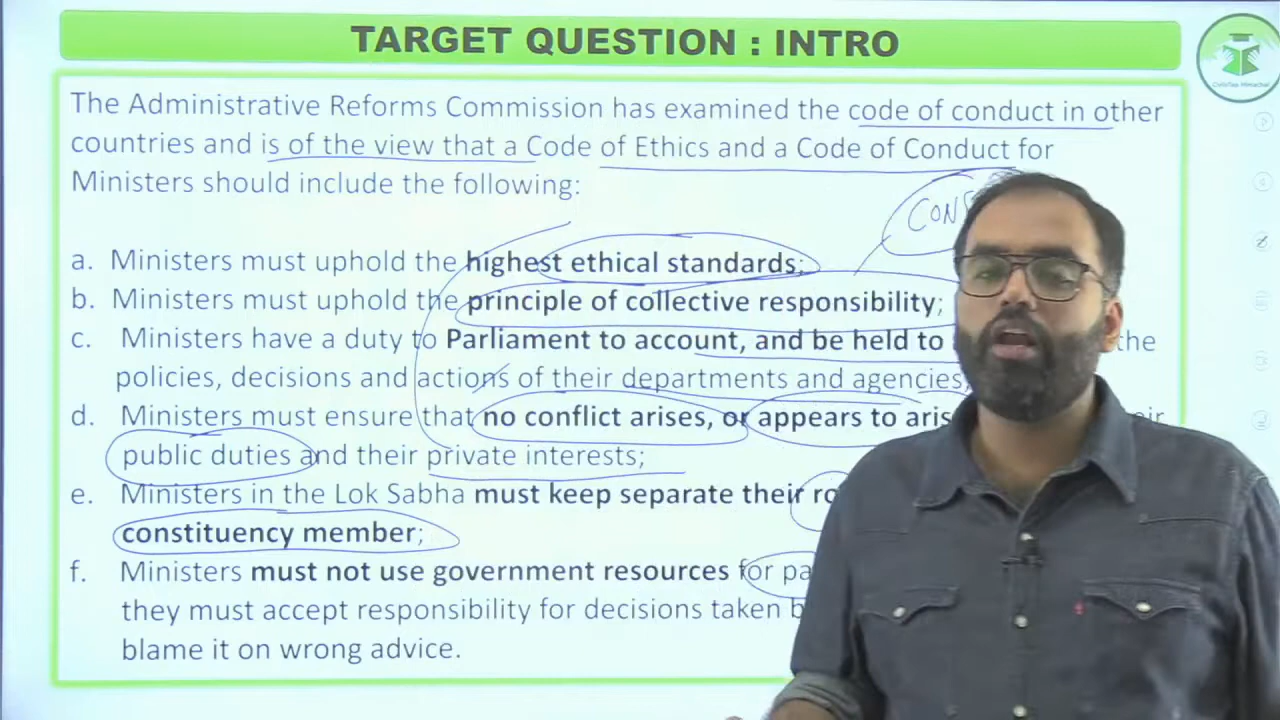 TARGET QUESTION : INTRO
CivilsTap Himachal
The Administrative Reforms Commission has examined the code of conduct in other
countries and is of the view that a Code of Ethics and a Code of Conduct for
Ministers should include the following:
CONS
a. Ministers must uphold the highest ethical standards;
b. Ministers must uphold the principle of collective responsibility;
c. Ministers have a duty to Parliament to account, and be held to the
policies, decisions and actions of their departments and agencies;
d. Ministers must ensure that no conflict arises, or appears to
public duties and their private interests;
e. Ministers in the Lok Sabha must keep separate their
constituency member;
f. Ministers must not use government resources for
they must accept responsibility for decisions taken
blame it on wrong advice.